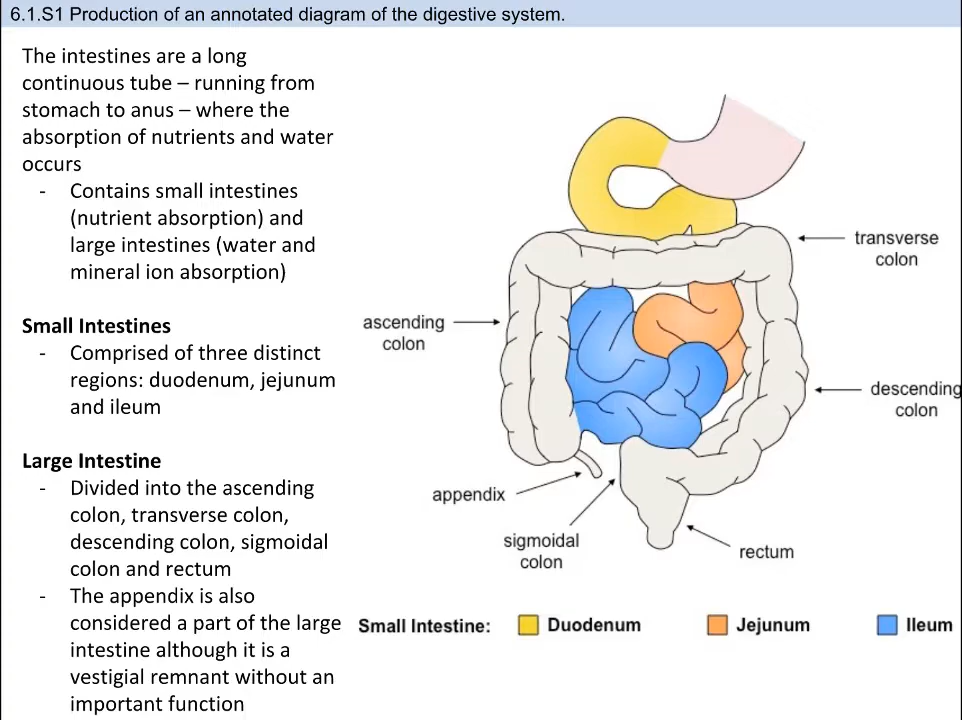 6.1.S1 Production of an annotated diagram of the digestive system.
The intestines are a long
continuous tube – running from
stomach to anus – where the
absorption of nutrients and water
occurs
- Contains small intestines
(nutrient absorption) and
large intestines (water and
mineral ion absorption)
Small Intestines
- Comprised of three distinct
regions: duodenum, jejunum
and ileum
Large Intestine
- Divided into the ascending
colon, transverse colon,
descending colon, sigmoidal
colon and rectum
- The appendix is also
considered a part of the large
intestine although it is a
vestigial remnant without an
important function
transverse
colon
ascending
colon
descending
colon
appendix
sigmoidal
colon
rectum
Small Intestine: Duodenum Jejunum Ileum